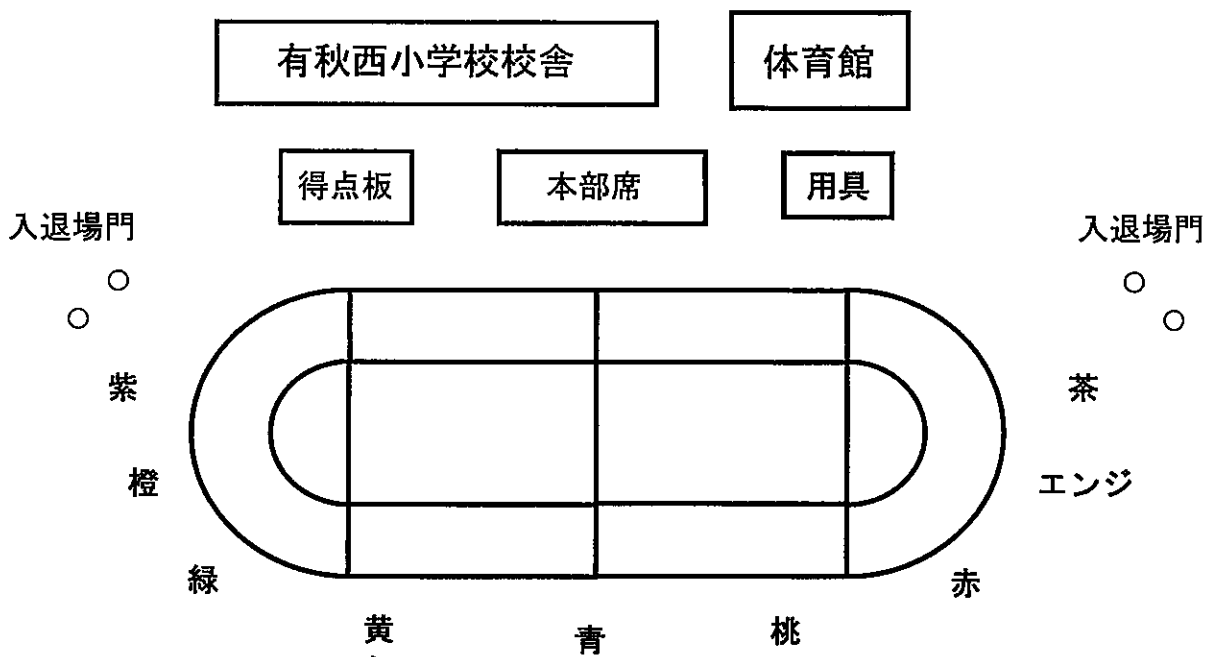 有秋西小学校校舎
体育館
得点板
本部席
用具
入退場門
入退場門
紫
茶
橙
エンジ
緑
赤
黄
青
桃